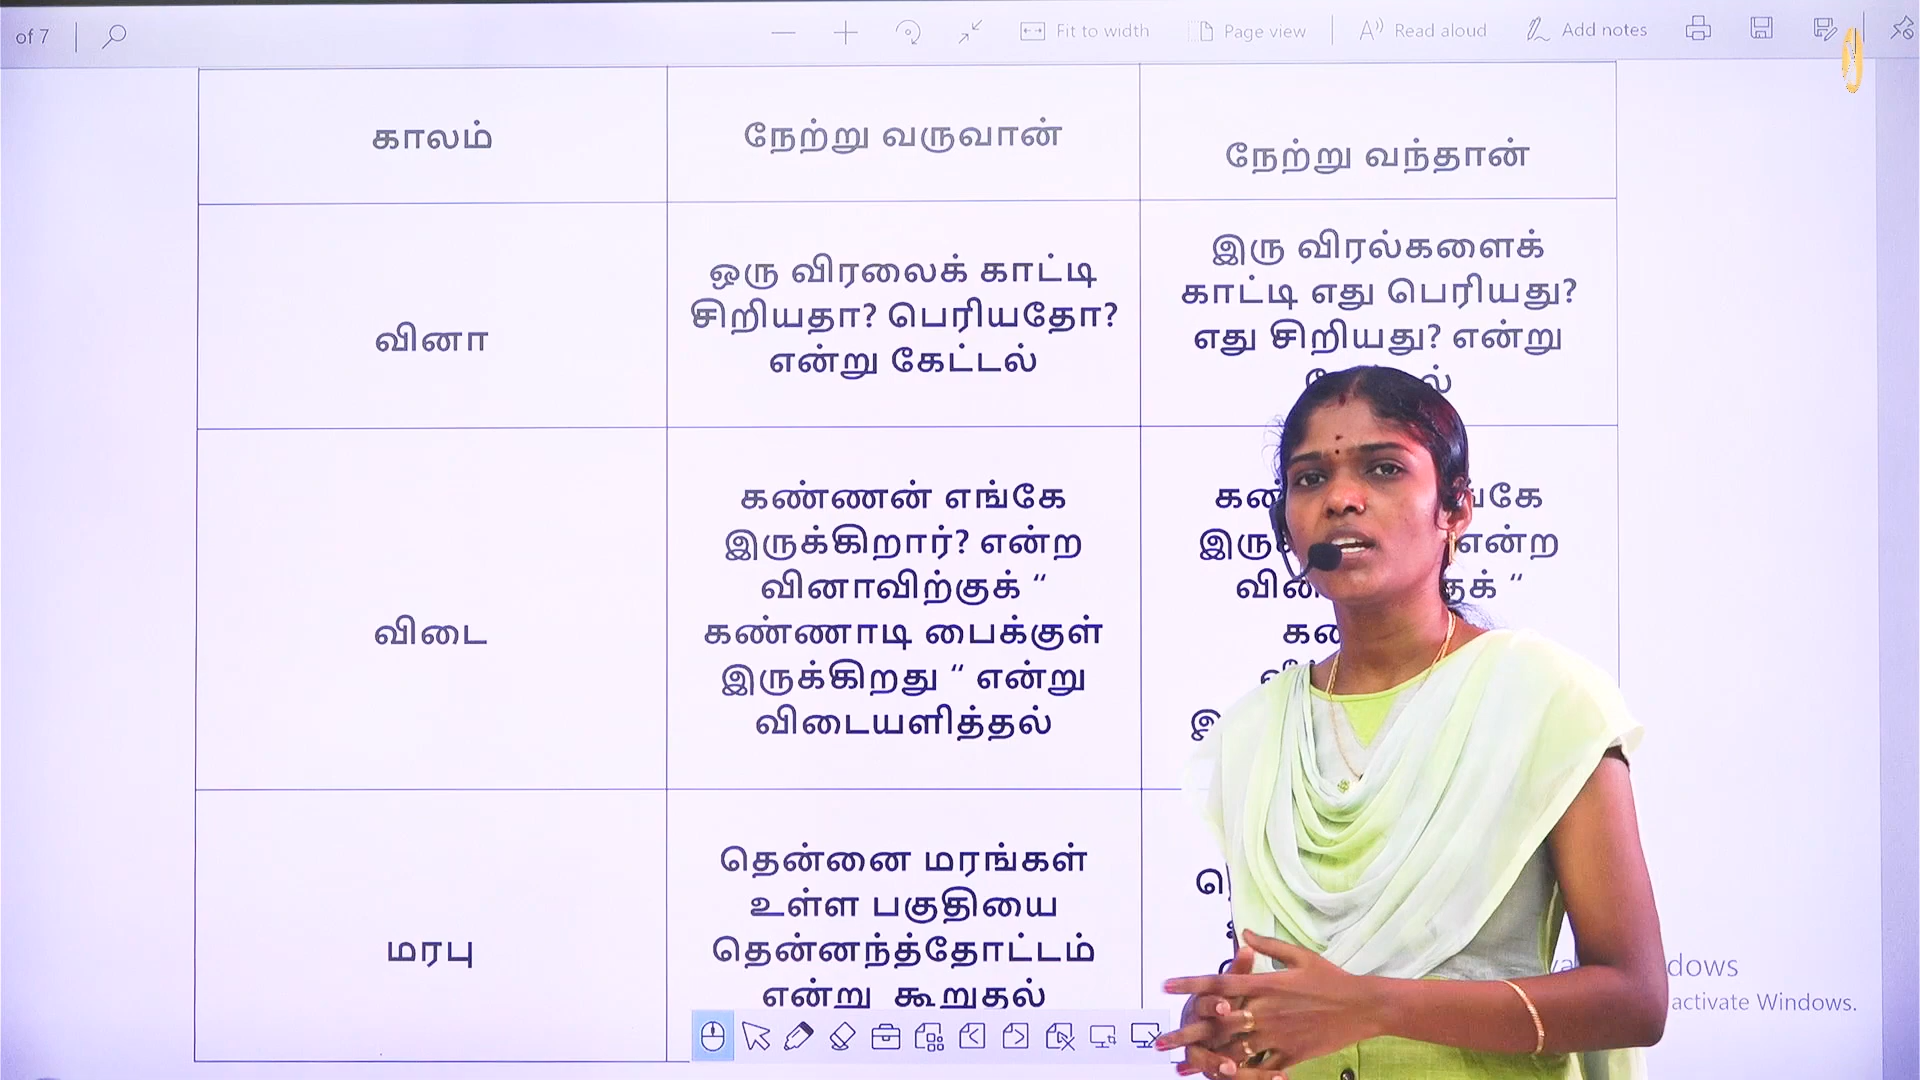 of 7
Fit to width
Page view
Read aloud
Add notes
காலம்
நேற்று வருவான்
நேற்று வந்தான்
வினா
ஒரு விரலைக் காட்டி
சிறியதா? பெரியதோ?
என்று கேட்டல்
இரு விரல்களைக்
காட்டி எது பெரியது?
எது சிறியது? என்று
விடை
கண்ணன் எங்கே
இருக்கிறார்? என்ற
வினாவிற்குக் “
கண்ணாடி பைக்குள்
இருக்கிறது “ என்று
விடையளித்தல்
என்ற
“
மரபு
தென்னை மரங்கள்
உள்ள பகுதியை
தென்னந்த்தோட்டம்
என்று கூறுதல்
activate Windows.